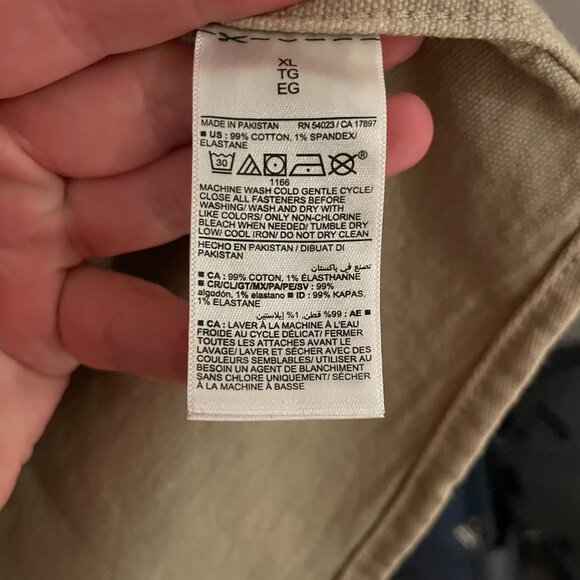 XL
TG
EG
MADE IN PAKISTAN RN 54023 / CA 17897
■ US : 99% COTTON, 1% SPANDEX/
ELASTANE
30
®
1166
MACHINE WASH COLD GENTLE CYCLE/
CLOSE ALL FASTENERS BEFORE
WASHING/ WASH AND DRY WITH
LIKE COLORS/ ONLY NON-CHLORINE
BLEACH WHEN NEEDED/ TUMBLE DRY
LOW/ COOL IRON/ DO NOT DRY CLEAN
HECHO EN PAKISTAN / DIBUAT DI
PAKISTAN
تصنع في باكستان
■ CA : 99% COTON, 1% ÉLASTHANNE
■ CR/CL/GT/MX/PA/PE/SV : 99%
algodón, 1% elastano ■ ID : 99% KAPAS,
1% ELASTANE
■ AE : 99% قطن, 1% إيلاستين
■ CA : LAVER À LA MACHINE À L'EAU
FROIDE AU CYCLE DÉLICAT/ FERMER
TOUTES LES ATTACHES AVANT LE
LAVAGE/ LAVER ET SÉCHER AVEC DES
COULEURS SEMBLABLES/ UTILISER AU
BESOIN UN AGENT DE BLANCHIMENT
SANS CHLORE UNIQUEMENT/ SÉCHER
À LA MACHINE À BASSE